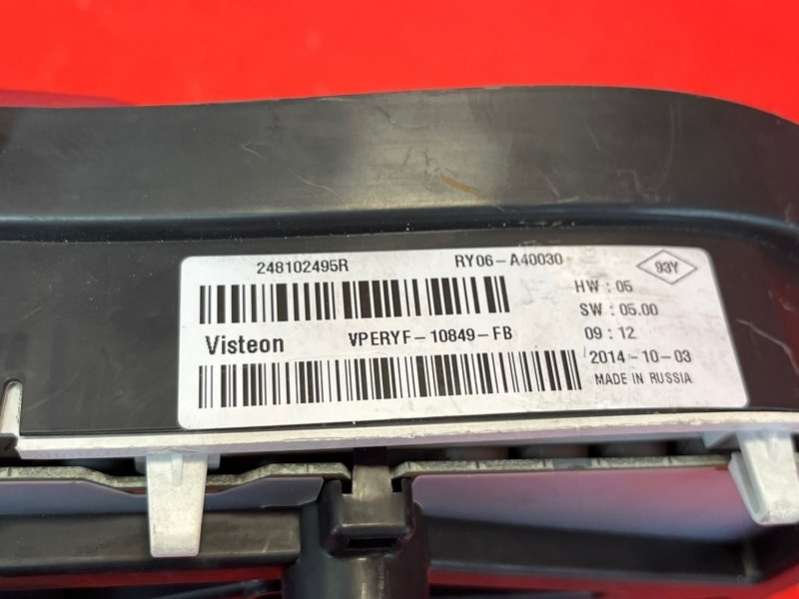 248102495R RY06-A40030 93Y
HW : 05
SW : 05.00
Visteon VPERYF-10849-FB 09 : 12
2014-10-03
MADE IN RUSSIA